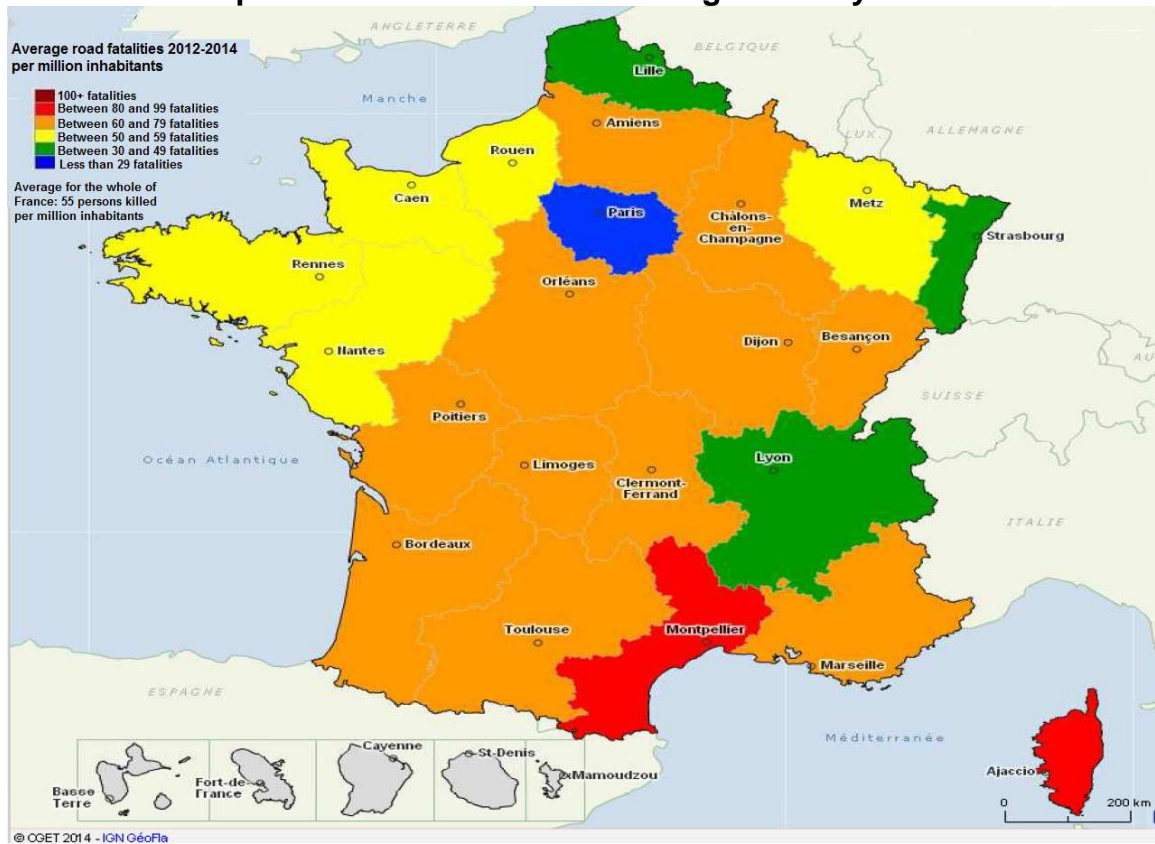 ANGLETERRE
BELGIQUE
Average road fatalities 2012-2014
per million inhabitants
100+ fatalities
Between 80 and 99 fatalities
Between 60 and 79 fatalities
Between 50 and 59 fatalities
Between 30 and 49 fatalities
Less than 29 fatalities
Average for the whole of
France: 55 persons killed
per million inhabitants
Manche
Lille
Amiens
LUX.
ALLEMAGNE
Rouen
Caen
Paris
Châlons-
en-
Champagne
Metz
Strasbourg
Rennes
Orléans
Nantes
Dijon
Besançon
AU
SUISSE
Poitiers
Océan Atlantique
Limoges
Clermont-
Ferrand
Lyon
ITALIE
Bordeaux
Toulouse
Montpellier
Marseille
ESPAGNE
Méditerranée
Ajaccio
0 200 km
Basse
Terre
Fort-de-
France
Cayenne
St-Denis
Mamoudzou
© CGET 2014 - IGN GéoFla